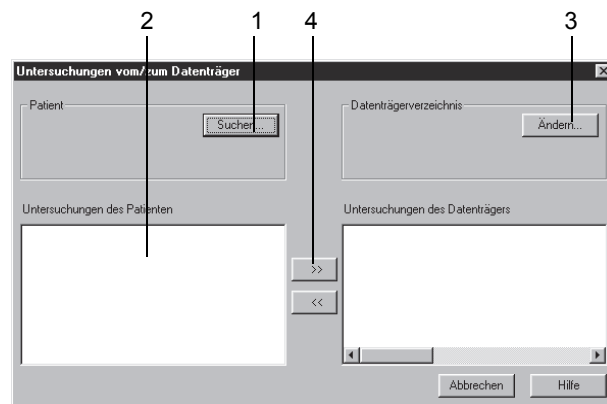 2 1 4 3
Untersuchungen vom/zum Datenträger
Patient
Suchen...
Datenträgerverzeichnis
Ändern...
Untersuchungen des Patienten
Untersuchungen des Datenträgers
>>
<<
Abbrechen Hilfe